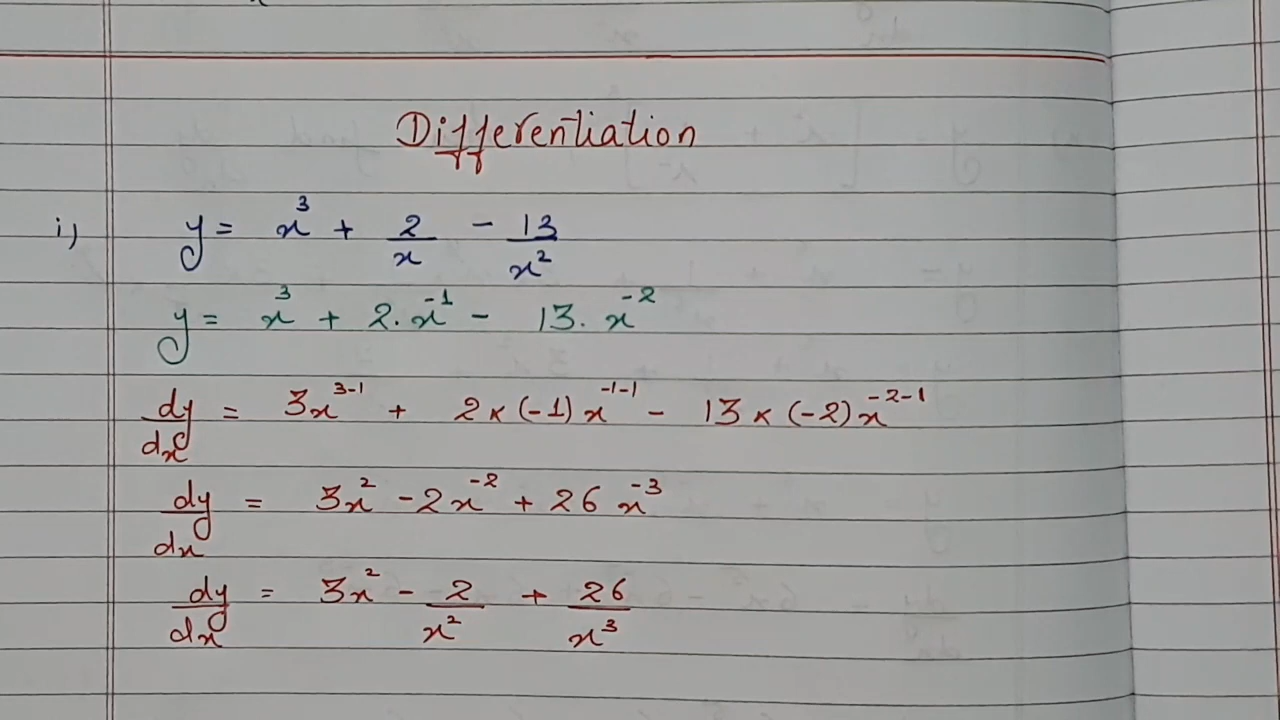 Differentiation
i) y = x³ + 2/x - 13/x²
y = x³ + 2.x⁻¹ - 13.x⁻²
dy/dx = 3x³⁻¹ + 2×(-1)x⁻¹⁻¹ - 13×(-2)x⁻²⁻¹
dy/dx = 3x² - 2x⁻² + 26x⁻³
dy/dx = 3x² - 2/x² + 26/x³